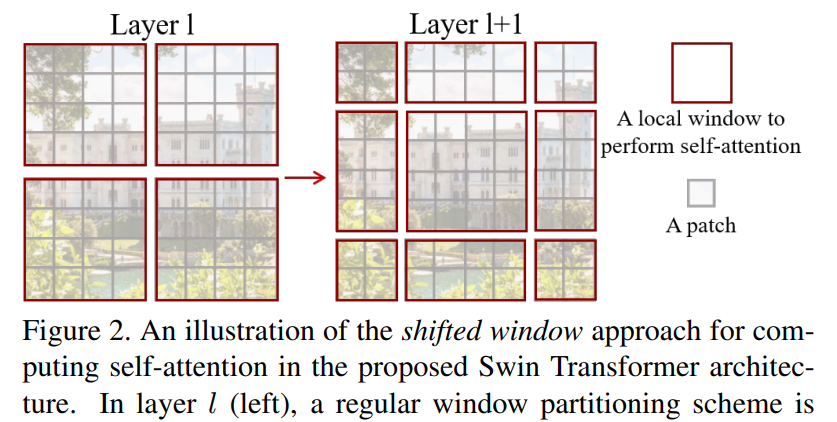 Layer l
Layer l+1
A local window to
perform self-attention
A patch
Figure 2. An illustration of the shifted window approach for com-
puting self-attention in the proposed Swin Transformer architec-
ture. In layer l (left), a regular window partitioning scheme is